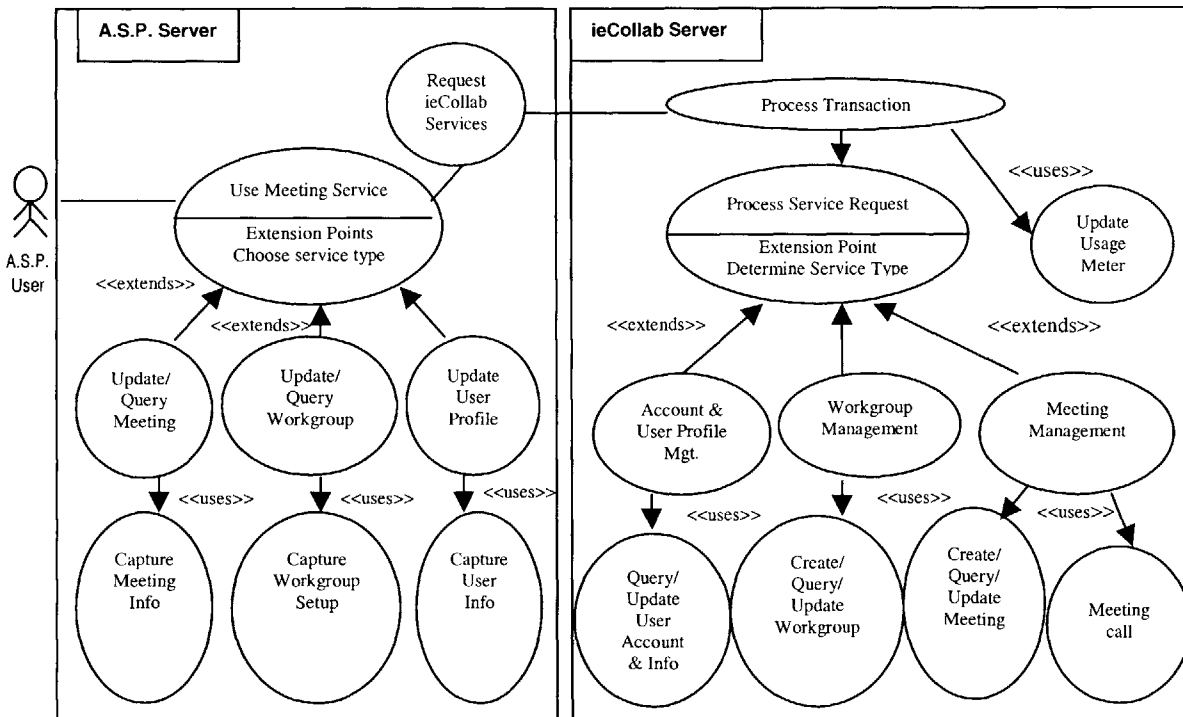 A.S.P. Server
ieCollab Server
Request
ieCollab
Services
Process Transaction
<<uses>>
Use Meeting Service
Extension Points
Choose service type
Process Service Request
Extension Point
Determine Service Type
Update
Usage
Meter
A.S.P.
User
<<extends>>
<<extends>>
<<extends>>
<<extends>>
Update/
Query
Meeting
Update/
Query
Workgroup
Update
User
Profile
Account &
User Profile
Mgt.
Workgroup
Management
Meeting
Management
<<uses>>
<<uses>>
<<uses>>
<<uses>>
<<uses>>
<<uses>>
Capture
Meeting
Info
Capture
Workgroup
Setup
Capture
User
Info
Query/
Update
User
Account
& Info
Create/
Query/
Update
Workgroup
Create/
Query/
Update
Meeting
Meeting
call